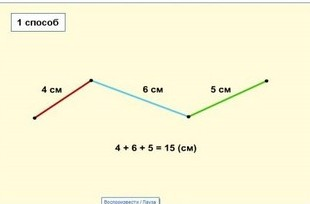 1 способ
4 см
6 см
5 см
4 + 6 + 5 = 15 (см)
Воспроизвести / Пауза